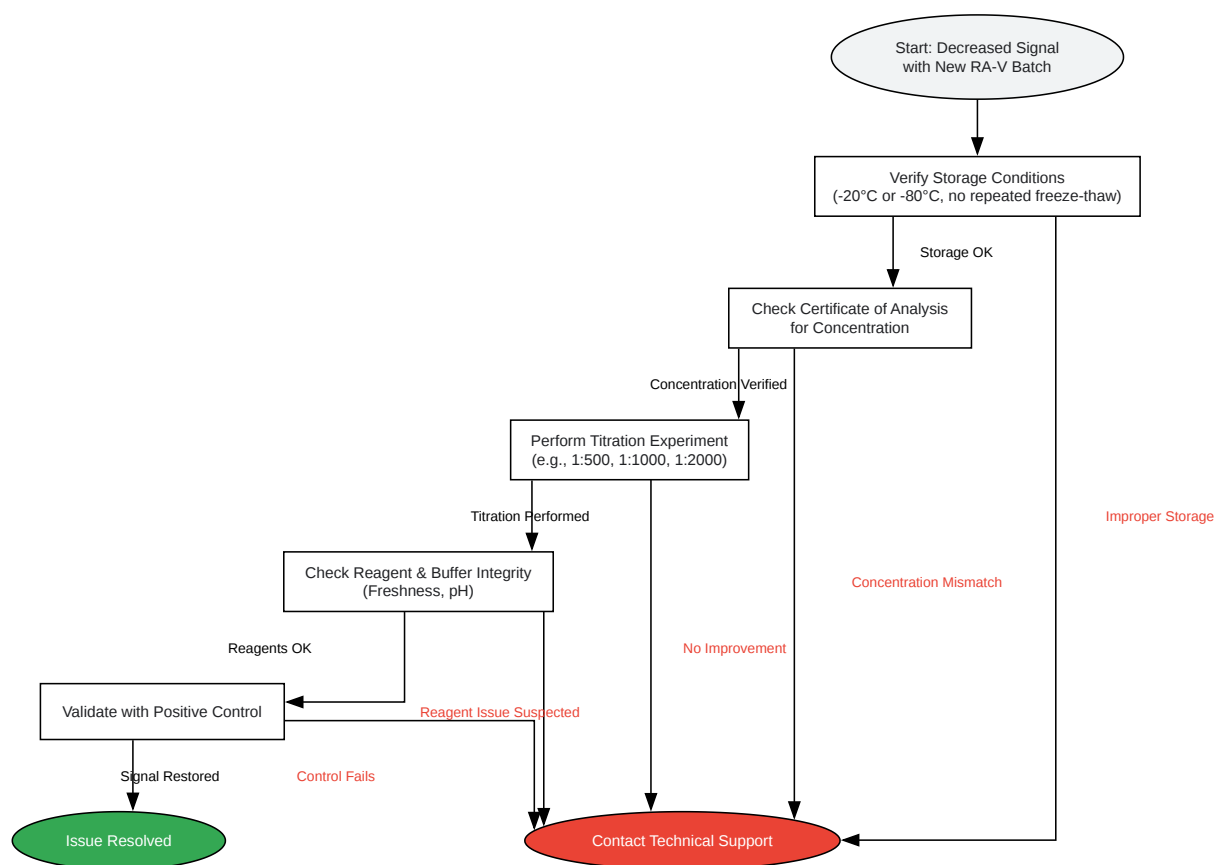 Start: Decreased Signal
with New RA-V Batch
Verify Storage Conditions
(-20°C or -80°C, no repeated freeze-thaw)
Storage OK
Check Certificate of Analysis
for Concentration
Concentration Verified
Perform Titration Experiment
(e.g., 1:500, 1:1000, 1:2000)
Titration Performed
Improper Storage
Check Reagent & Buffer Integrity
(Freshness, pH)
Concentration Mismatch
Reagents OK
No Improvement
Validate with Positive Control
Reagent Issue Suspected
Signal Restored
Control Fails
Issue Resolved
Contact Technical Support